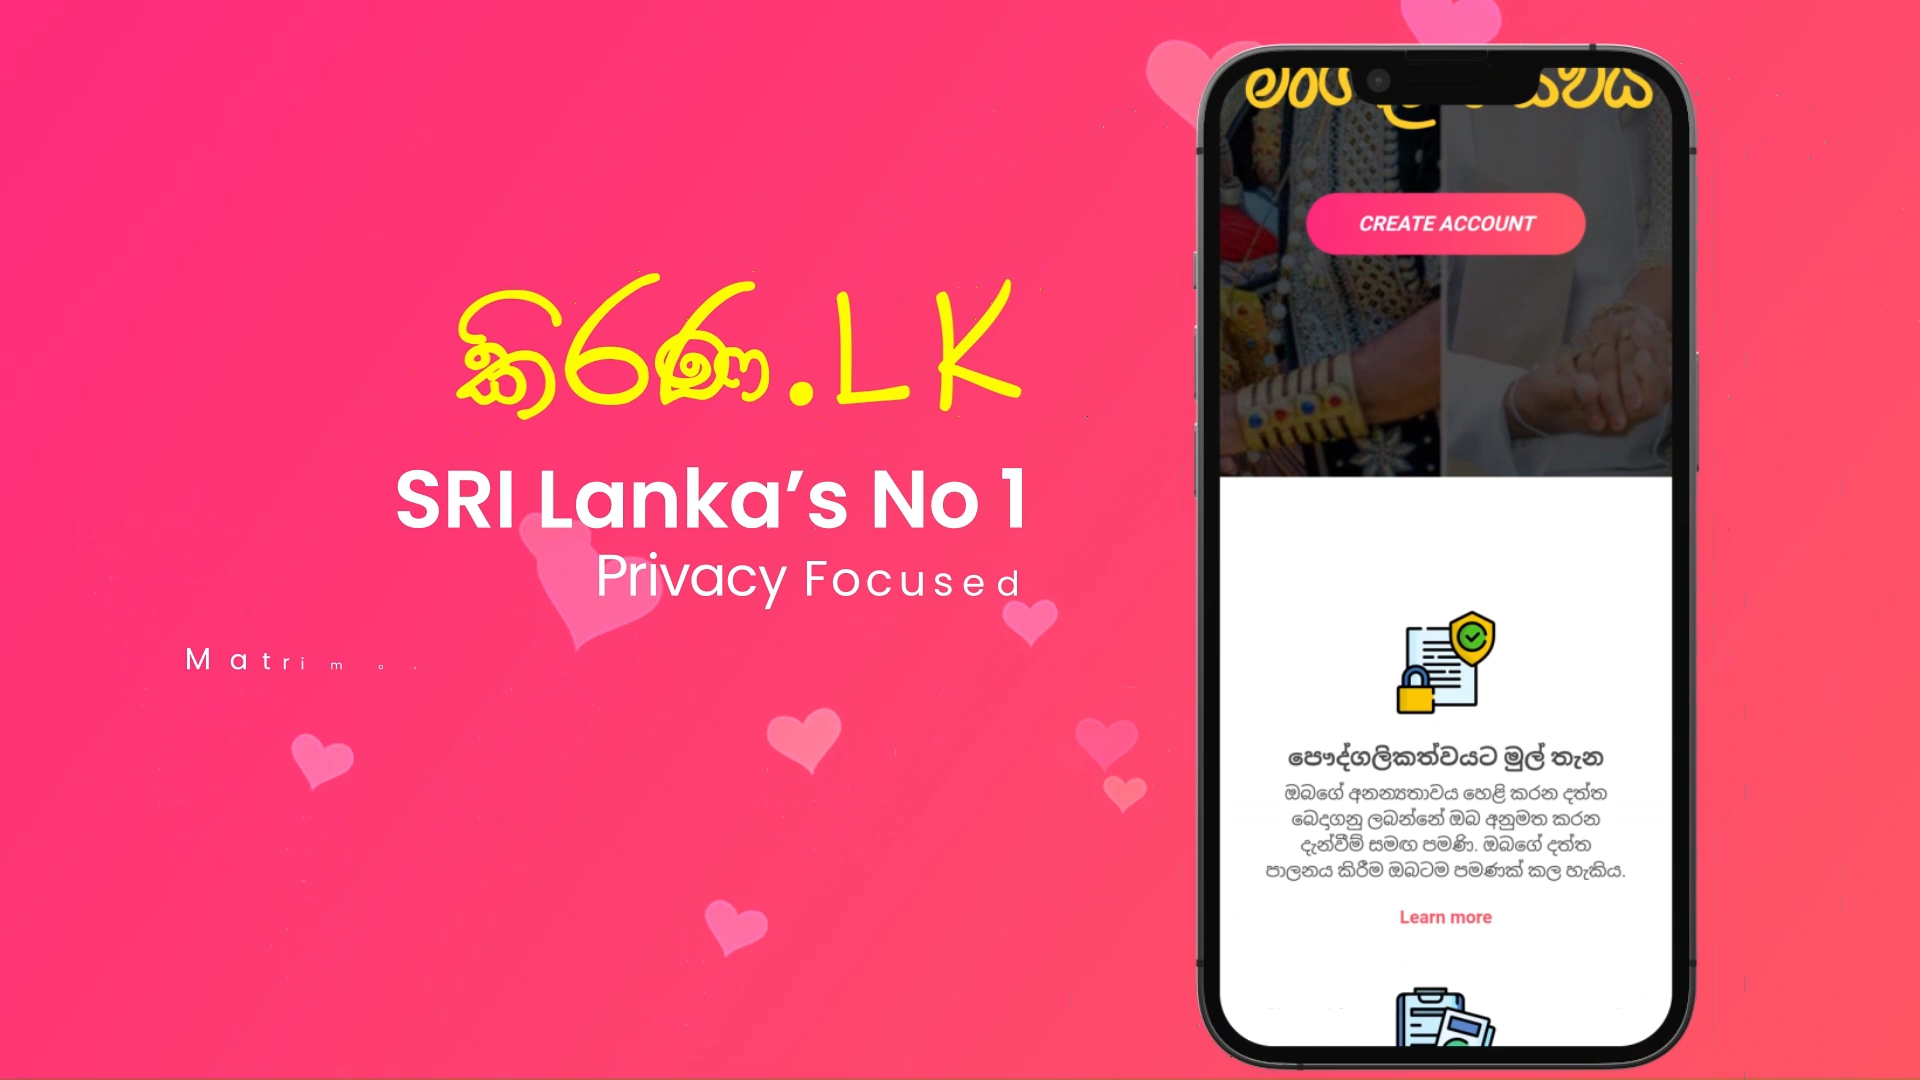 කිරණ.LK
SRI Lanka’s No 1
Privacy Focused
Matrimo
CREATE ACCOUNT
පෞද්ගලිකත්වයට මුල් තැන
ඔබගේ අනන්‍යතාවය හෙළි කරන දත්ත
බෙදාගනු ලබන්නේ ඔබ අනුමත කරන
දැන්වීම් සමඟ පමණි. ඔබගේ දත්ත
පාලනය කිරීම ඔබටම පමණක් කල හැකිය.
Learn more